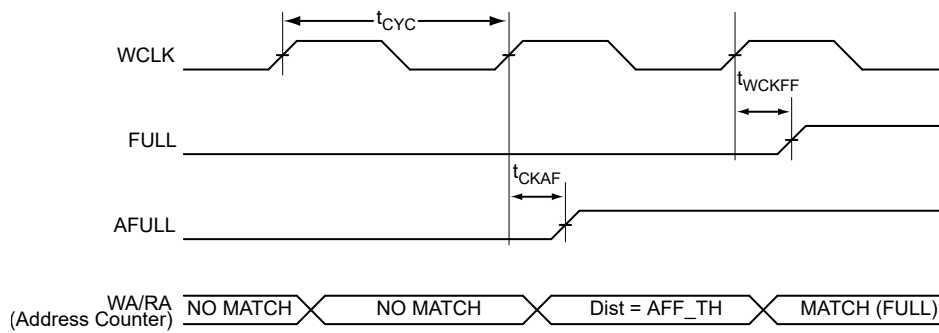 tCYC
WCLK
tWCKFF
FULL
tCKAF
AFULL
WA/RA
(Address Counter)
NO MATCH
NO MATCH
Dist = AFF_TH
MATCH (FULL)